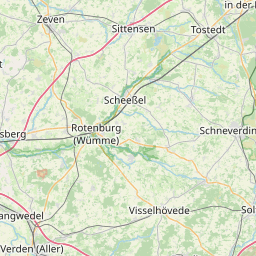 in der
Zeven
Sittensen
Tostedt
Scheeßel
sberg
Rotenburg
(Wümme)
Schneverdin
Visselhövede
Sol
angwedel
Verden (Aller)